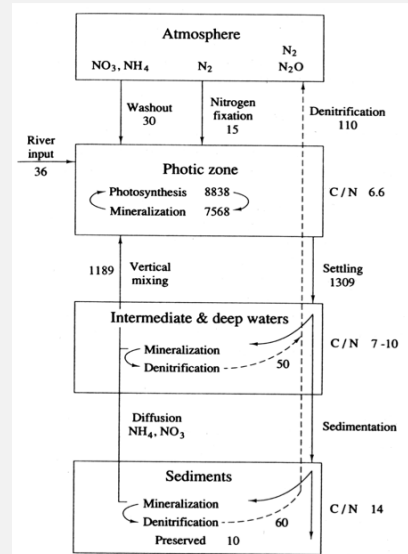 Atmosphere
N₂
NO₃, NH₄ N₂ N₂O
Washout
30
Nitrogen
fixation
15
Denitrification
110
River
input
36
Photic zone
Photosynthesis 8838
Mineralization 7568
C/N 6.6
1189 Vertical
mixing
Settling
1309
Intermediate & deep waters
Mineralization
Denitrification 50
C/N 7-10
Diffusion
NH₄, NO₃
Sedimentation
Sediments
Mineralization
Denitrification 60
Preserved 10
C/N 14